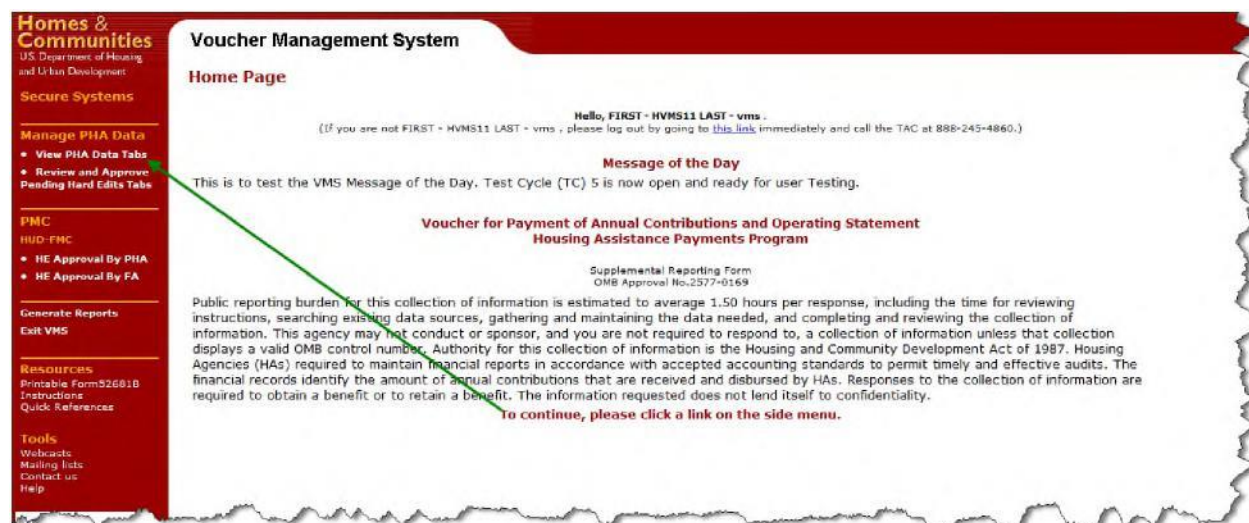 Homes &
Communities
U.S. Department of Housing
and Urban Development
Secure Systems
Manage PHA Data
• View PHA Data Tabs
• Review and Approve
Pending Hard Edits Tabs
PMC
HUD-FMC
• HE Approval By PHA
• HE Approval By FA
Generate Reports
Exit VMS
Resources
Printable Form52681B
Instructions
Quick References
Tools
Webcasts
Mailing lists
Contact us
Help
Voucher Management System
Home Page
Hello, FIRST - HVMS11 LAST - vms .
(If you are not FIRST - HVMS11 LAST - vms , please log out by going to this link immediately and call the TAC at 888-245-4860.)
Message of the Day
This is to test the VMS Message of the Day. Test Cycle (TC) 5 is now open and ready for user Testing.
Voucher for Payment of Annual Contributions and Operating Statement
Housing Assistance Payments Program
Supplemental Reporting Form
OMB Approval No.2577-0169
Public reporting burden for this collection of information is estimated to average 1.50 hours per response, including the time for reviewing
instructions, searching existing data sources, gathering and maintaining the data needed, and completing and reviewing the collection of
information. This agency may not conduct or sponsor, and you are not required to respond to, a collection of information unless that collection
displays a valid OMB control number. Authority for this collection of information is the Housing and Community Development Act of 1987. Housing
Agencies (HAs) required to maintain financial reports in accordance with accepted accounting standards to permit timely and effective audits. The
financial records identify the amount of annual contributions that are received and disbursed by HAs. Responses to the collection of information are
required to obtain a benefit or to retain a benefit. The information requested does not lend itself to confidentiality.
To continue, please click a link on the side menu.